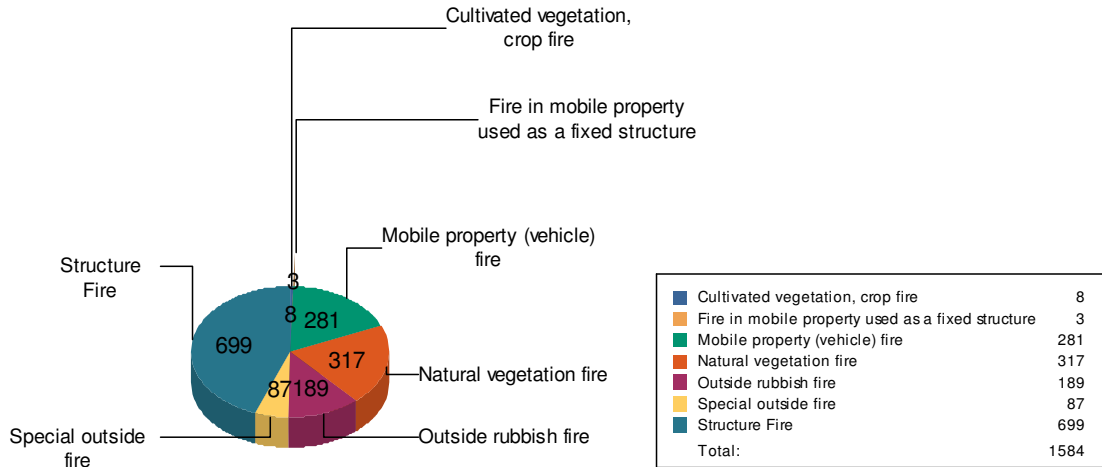 Cultivated vegetation,
crop fire
Fire in mobile property
used as a fixed structure
Mobile property (vehicle)
fire
Structure
Fire
3
8
281
699
317
87
189
Natural vegetation fire
Special outside
fire
Outside rubbish fire
Cultivated vegetation, crop fire 8
Fire in mobile property used as a fixed structure 3
Mobile property (vehicle) fire 281
Natural vegetation fire 317
Outside rubbish fire 189
Special outside fire 87
Structure Fire 699
Total: 1584